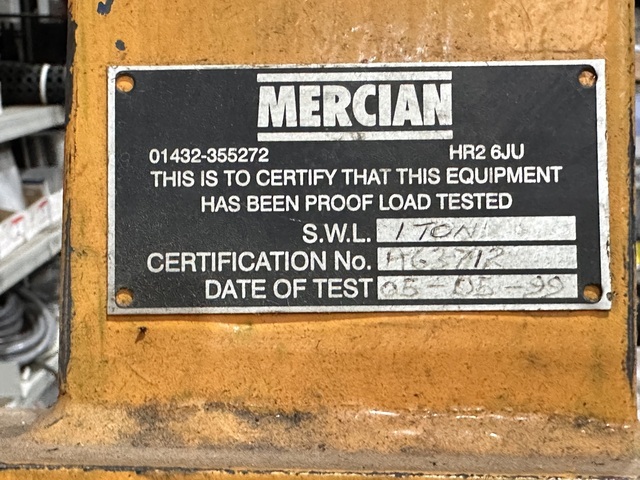 MERCIAN
01432-355272 HR2 6JU
THIS IS TO CERTIFY THAT THIS EQUIPMENT
HAS BEEN PROOF LOAD TESTED
S.W.L. 1 TON
CERTIFICATION No. H63712
DATE OF TEST 05-05-99